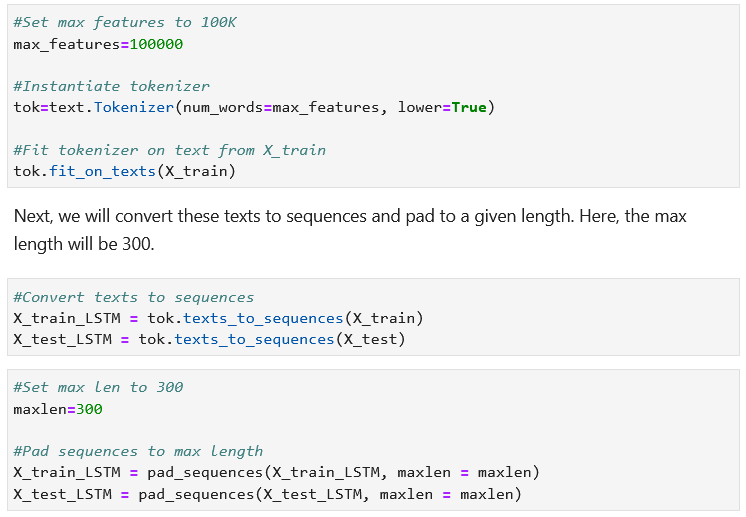 #Set max features to 100K
max_features=100000
#Instantiate tokenizer
tok=text.Tokenizer(num_words=max_features, lower=True)
#Fit tokenizer on text from X_train
tok.fit_on_texts(X_train)
Next, we will convert these texts to sequences and pad to a given length. Here, the max
length will be 300.
#Convert texts to sequences
X_train_LSTM = tok.texts_to_sequences(X_train)
X_test_LSTM = tok.texts_to_sequences(X_test)
#Set max len to 300
maxlen=300
#Pad sequences to max length
X_train_LSTM = pad_sequences(X_train_LSTM, maxlen = maxlen)
X_test_LSTM = pad_sequences(X_test_LSTM, maxlen = maxlen)